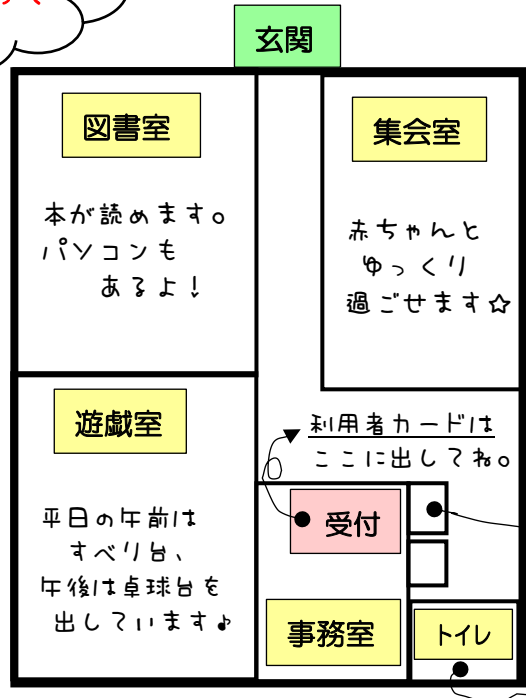 玄関
図書室
本が読めます。
パソコンも
あるよ！
集会室
赤ちゃんと
ゆっくり
過ごせます☆
遊戯室
平日の午前は
すべり台、
午後は卓球台を
出しています♪
利用者カードは
ここに出してね。
受付
事務室
トイレ